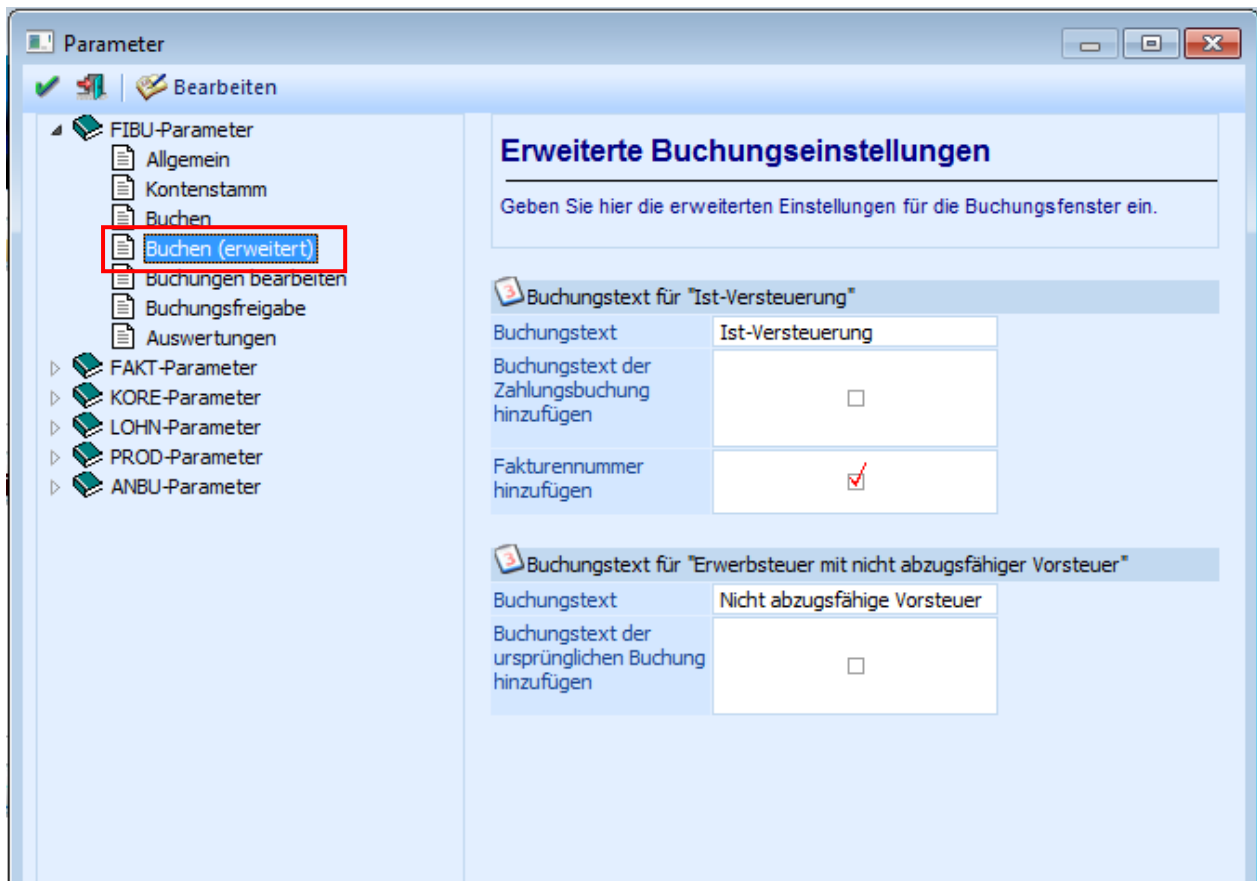 Parameter
Bearbeiten
FIBU-Parameter
Allgemein
Kontenstamm
Buchen
Buchen (erweitert)
Buchungen bearbeiten
Buchungsfreigabe
Auswertungen
FAKT-Parameter
KORE-Parameter
LOHN-Parameter
PROD-Parameter
ANBU-Parameter
Erweiterte Buchungseinstellungen
Geben Sie hier die erweiterten Einstellungen für die Buchungsfenster ein.
3 Buchungstext für "Ist-Versteuerung"
Buchungstext Ist-Versteuerung
Buchungstext der
Zahlungsbuchung
hinzufügen
Fakturennummer
hinzufügen
3 Buchungstext für "Erwerbsteuer mit nicht abzugsfähiger Vorsteuer"
Buchungstext Nicht abzugsfähige Vorsteuer
Buchungstext der
ursprünglichen Buchung
hinzufügen